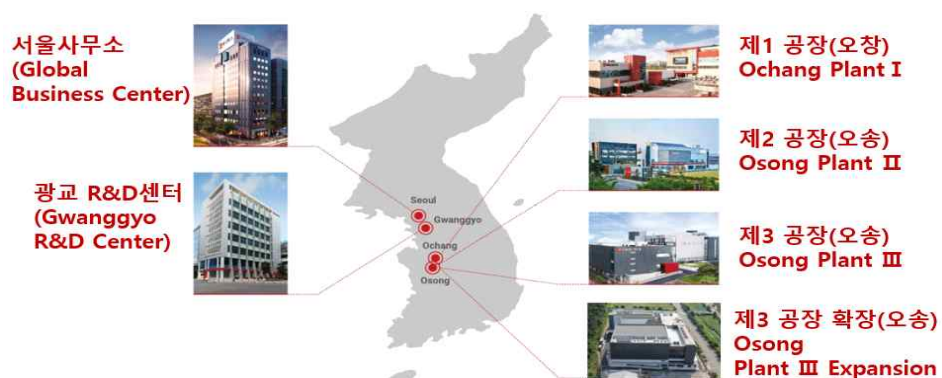 서울사무소
(Global
Business Center)
광교 R&D센터
(Gwanggyo
R&D Center)
Seoul
Gwanggyo
Ochang
Osong
제1 공장(오창)
Ochang Plant Ⅰ
제2 공장(오송)
Osong Plant Ⅱ
제3 공장(오송)
Osong Plant Ⅲ
제3 공장 확장(오송)
Osong
Plant Ⅲ Expansion